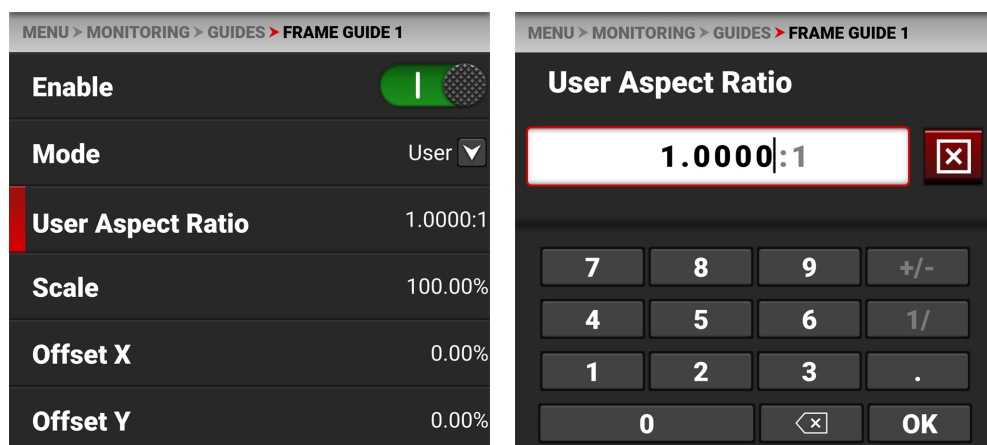 MENU > MONITORING > GUIDES > FRAME GUIDE 1
Enable
Mode User
User Aspect Ratio 1.0000:1
Scale 100.00%
Offset X 0.00%
Offset Y 0.00%
MENU > MONITORING > GUIDES > FRAME GUIDE 1
User Aspect Ratio
1.0000:1
7 8 9 +/-
4 5 6 1/
1 2 3 .
0 OK